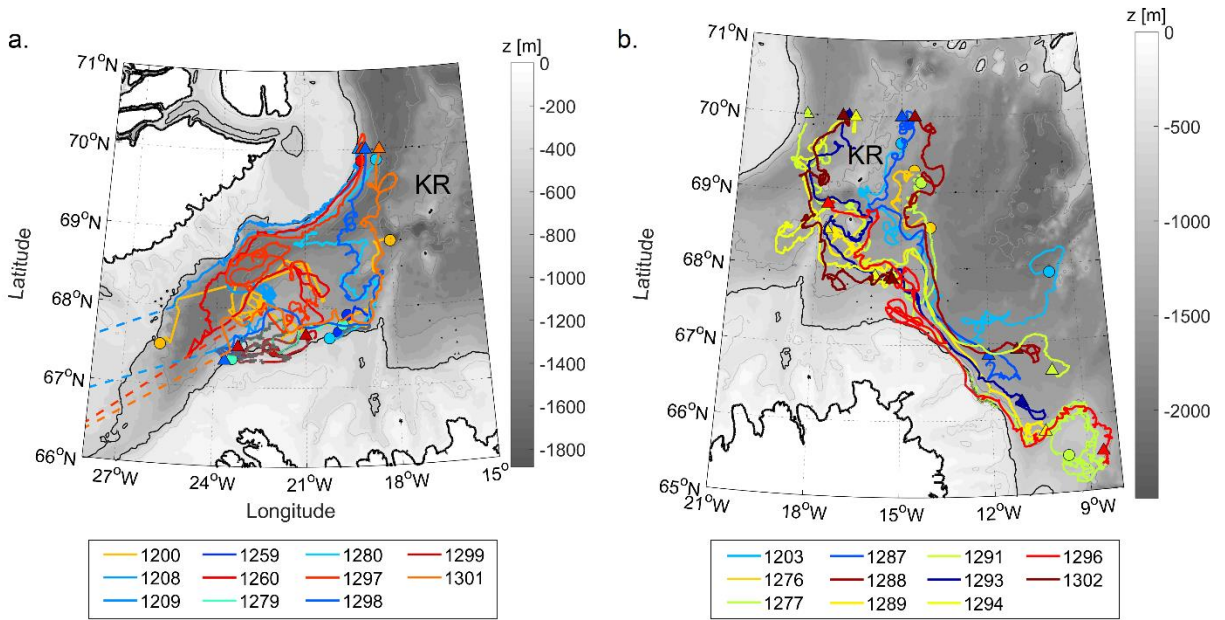 a.
z [m]
71°N
70°N
69°N
68°N
67°N
66°N
Latitude
KR
27°W
24°W
21°W
18°W
15°
Longitude
0
-200
-400
-600
-800
-1000
-1200
-1400
-1600
-1800
1200 1259 1280 1299
1208 1260 1297 1301
1209 1279 1298
b.
z [m]
71°N
70°N
69°N
68°N
67°N
66°N
65°N
Latitude
KR
21°W
18°W
15°W
12°W
9°W
0
-500
-1000
-1500
-2000
1203 1287 1291 1296
1276 1288 1293 1302
1277 1289 1294